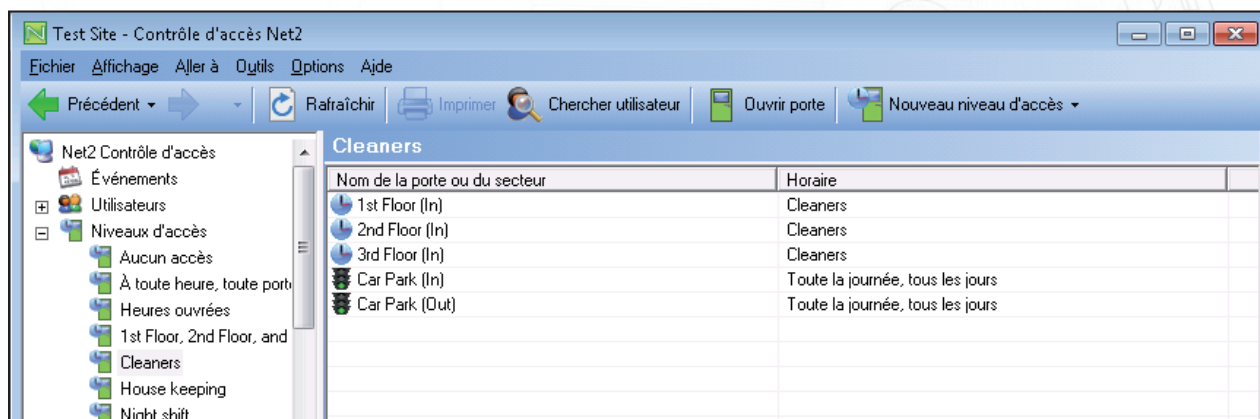 Test Site - Contrôle d'accès Net2
Fichier Affichage Aller à Outils Options Aide
Précédent Rafraîchir Imprimer Chercher utilisateur Ouvrir porte Nouveau niveau d'accès
Net2 Contrôle d'accès
Événements
Utilisateurs
Niveaux d'accès
Aucun accès
À toute heure, toute port
Heures ouvrées
1st Floor, 2nd Floor, and
Cleaners
House keeping
Night shift
Cleaners
Nom de la porte ou du secteur Horaire
1st Floor (In) Cleaners
2nd Floor (In) Cleaners
3rd Floor (In) Cleaners
Car Park (In) Toute la journée, tous les jours
Car Park (Out) Toute la journée, tous les jours